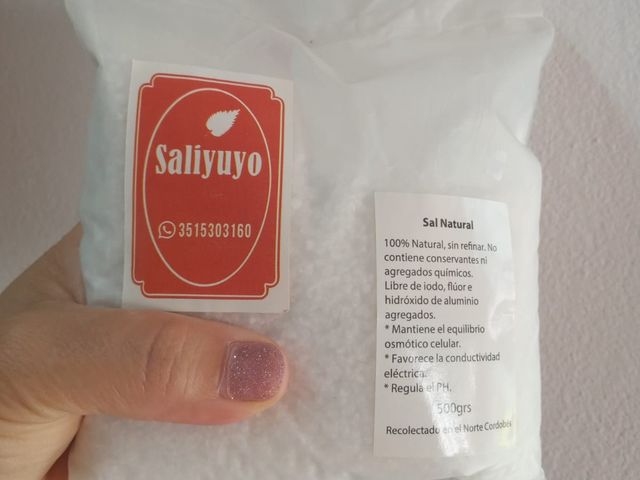 Saliyuyo
3515303160
Sal Natural
100% Natural, sin refinar. No
contiene conservantes ni
agregados químicos.
Libre de iodo, flúor e
hidróxido de aluminio
agregados.
* Mantiene el equilibrio
osmótico celular.
* Favorece la conductividad
eléctrica.
* Regula el PH.
500grs
Recolectado en el Norte Cordobés